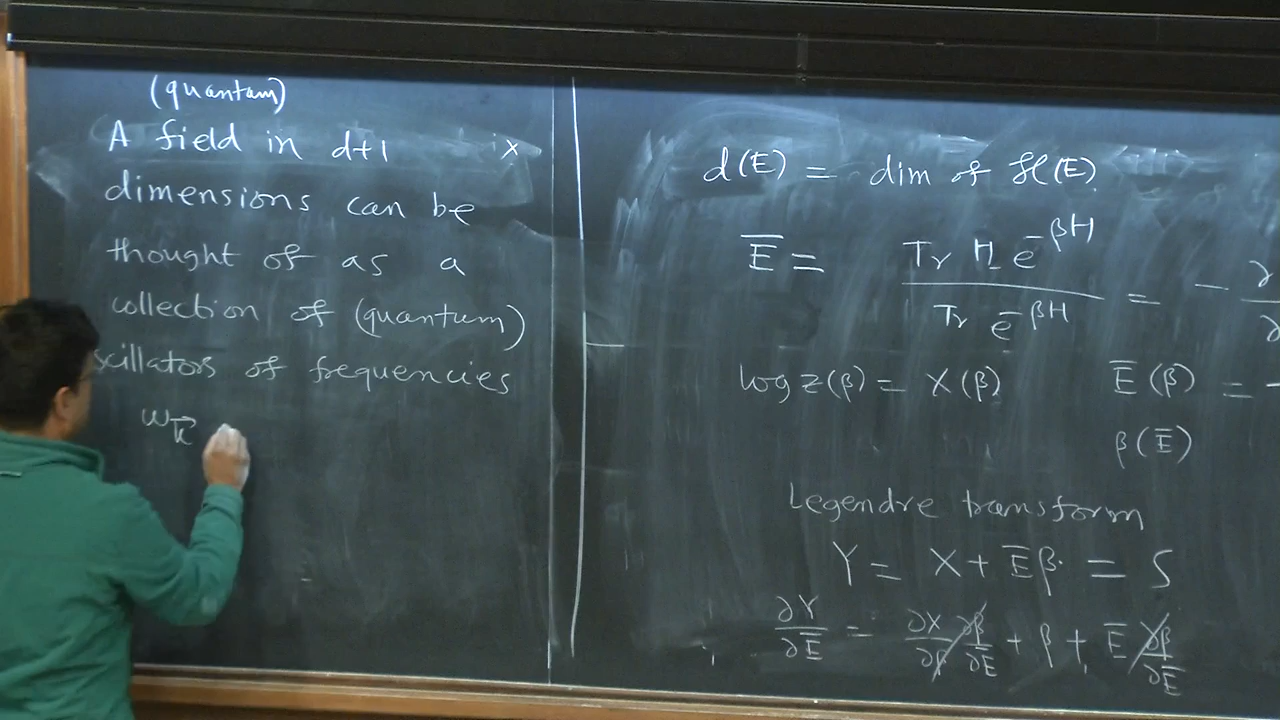 (quantum)
A field in d+1 x
dimensions can be
thought of as a
collection of (quantum)
scillators of frequencies
ω_k⃗
d(E) = dim of ℋ(E).
E̅ = Tr H e^{-βH} / Tr e^{-βH} = - ∂ / ∂
log Z(β) = X(β) E̅(β) = -
β(E̅)
Legendre transform
Y = X + E̅β = S
∂Y/∂E̅ = ∂X/∂β ∂β/∂E̅ + β + E̅ ∂β/∂E̅